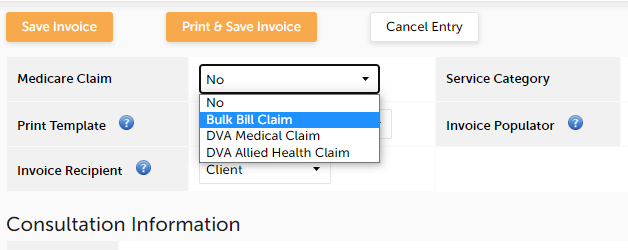 Save Invoice
Print & Save Invoice
Cancel Entry
Medicare Claim
No
Service Category
No
Bulk Bill Claim
DVA Medical Claim
DVA Allied Health Claim
Print Template ?
Invoice Populator ?
Invoice Recipient ?
Client
Consultation Information